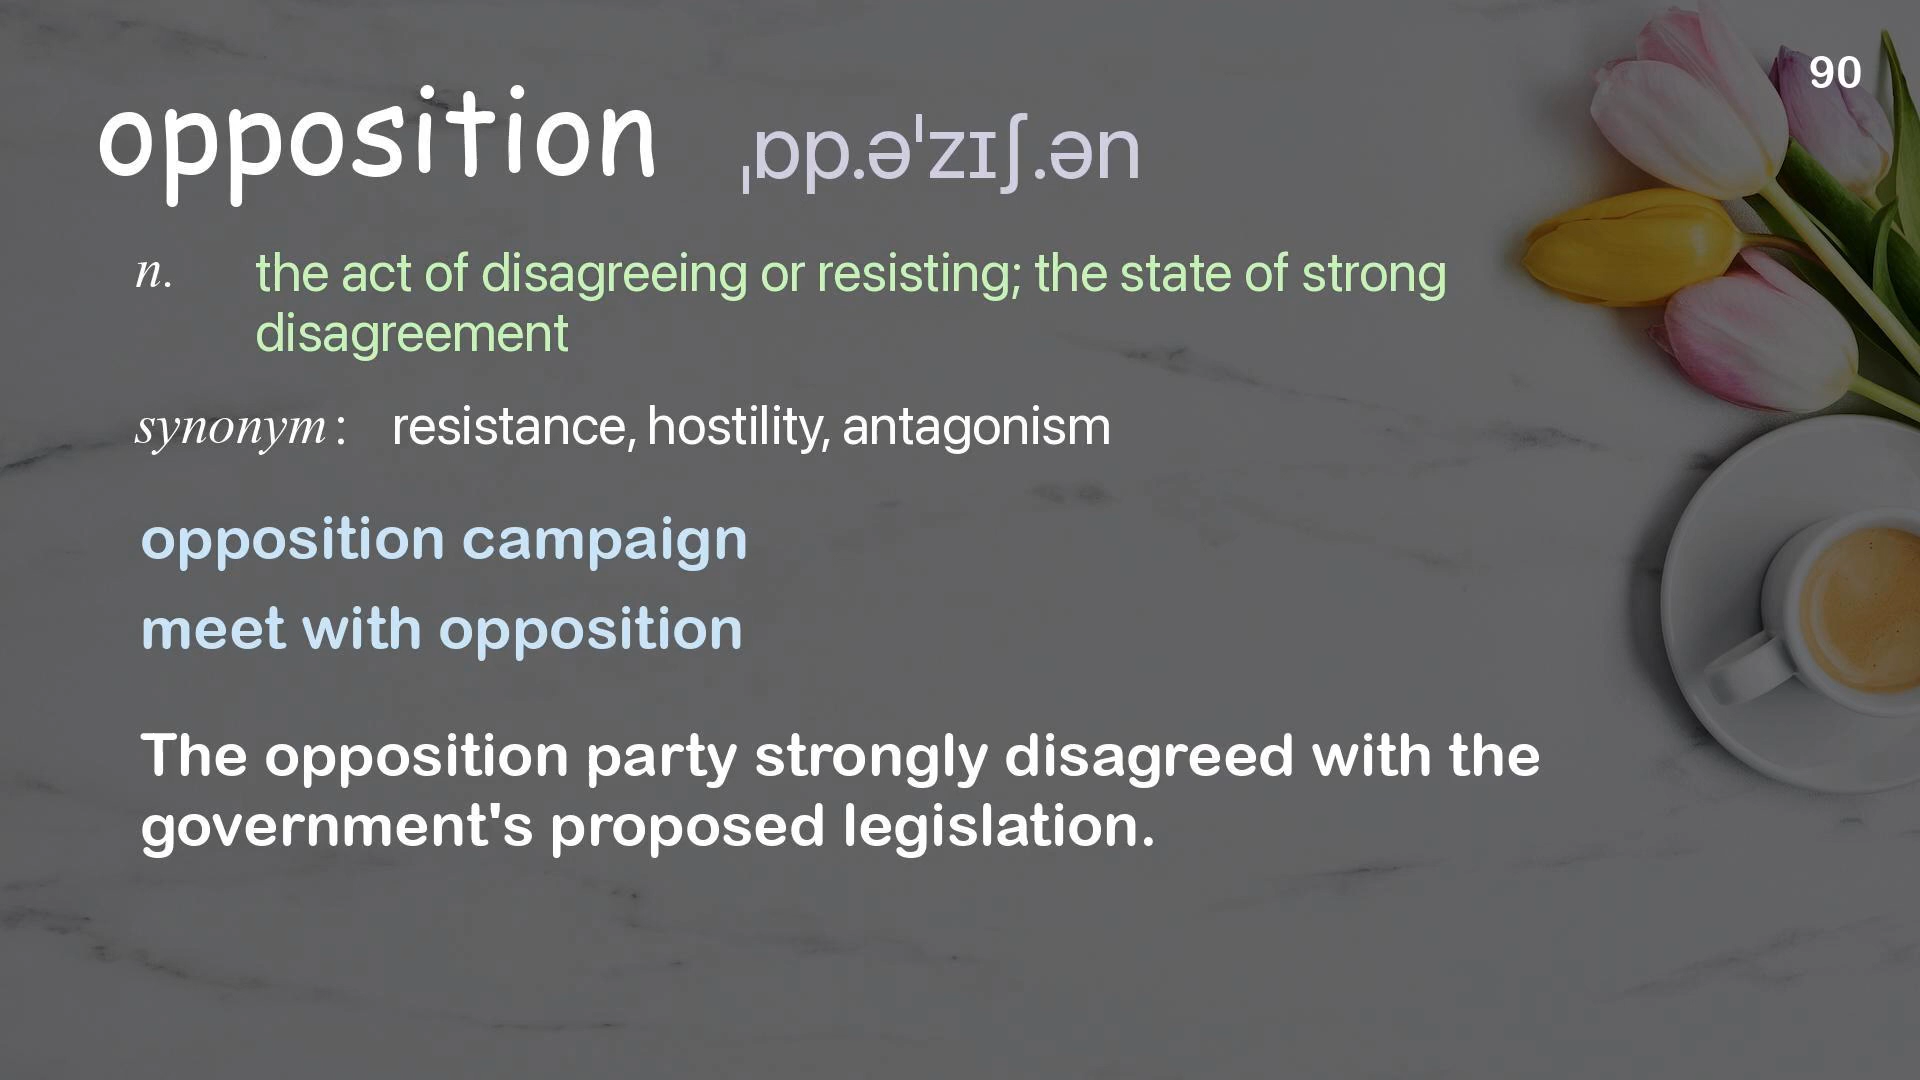 90
opposition ˌɒp.əˈzɪʃ.ən
n. the act of disagreeing or resisting; the state of strong
disagreement
synonym : resistance, hostility, antagonism
opposition campaign
meet with opposition
The opposition party strongly disagreed with the
government's proposed legislation.